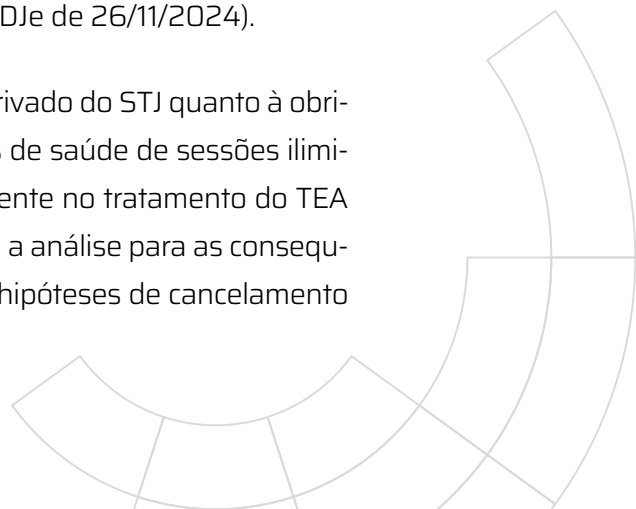 DJe de 26/11/2024).
rivado do STJ quanto à obri-
de saúde de sessões ilimi-
ente no tratamento do TEA
a análise para as consequ-
hipóteses de cancelamento